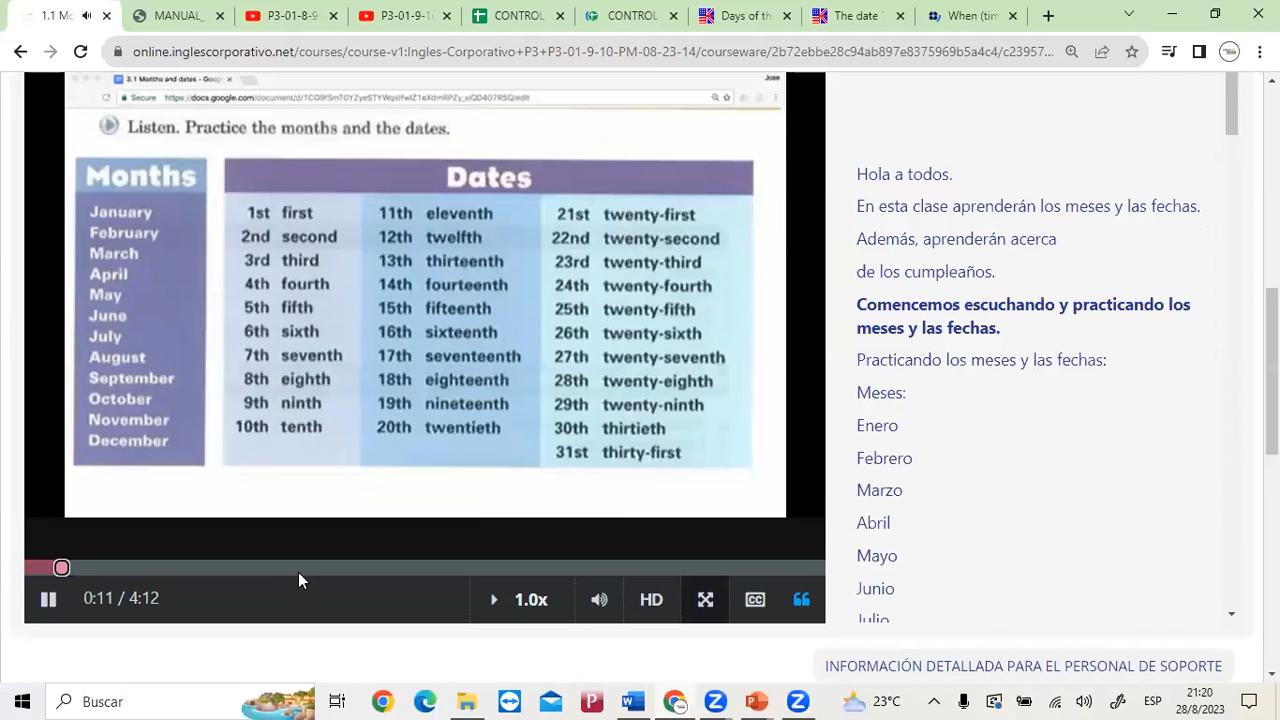 1.1 Mc
MANUAL_
P3-01-8-9
P3-01-9-1
CONTROL
CONTROL
Days of th
The date
When (tim
online.inglescorporativo.net/courses/course-v1:Ingles-Corporativo+P3+P3-01-9-10-PM-08-23-14/courseware/2b72ebbe28c94ab897e8375969b5a4c4/c23957...
3.1 Months and dates - Goog
Jose
Secure
Listen. Practice the months and the dates.
Months
January
February
March
April
May
June
July
August
September
October
November
December
Dates
1st first
2nd second
3rd third
4th fourth
5th fifth
6th sixth
7th seventh
8th eighth
9th ninth
10th tenth
11th eleventh
12th twelfth
13th thirteenth
14th fourteenth
15th fifteenth
16th sixteenth
17th seventeenth
18th eighteenth
19th nineteenth
20th twentieth
21st twenty-first
22nd twenty-second
23rd twenty-third
24th twenty-fourth
25th twenty-fifth
26th twenty-sixth
27th twenty-seventh
28th twenty-eighth
29th twenty-ninth
30th thirtieth
31st thirty-first
0:11 / 4:12
1.0x
HD
CC
Hola a todos.
En esta clase aprenderán los meses y las fechas.
Además, aprenderán acerca
de los cumpleaños.
Comencemos escuchando y practicando los
meses y las fechas.
Practicando los meses y las fechas:
Meses:
Enero
Febrero
Marzo
Abril
Mayo
Junio
Julio
INFORMACIÓN DETALLADA PARA EL PERSONAL DE SOPORTE
Buscar
23°C
ESP
21:20
28/8/2023